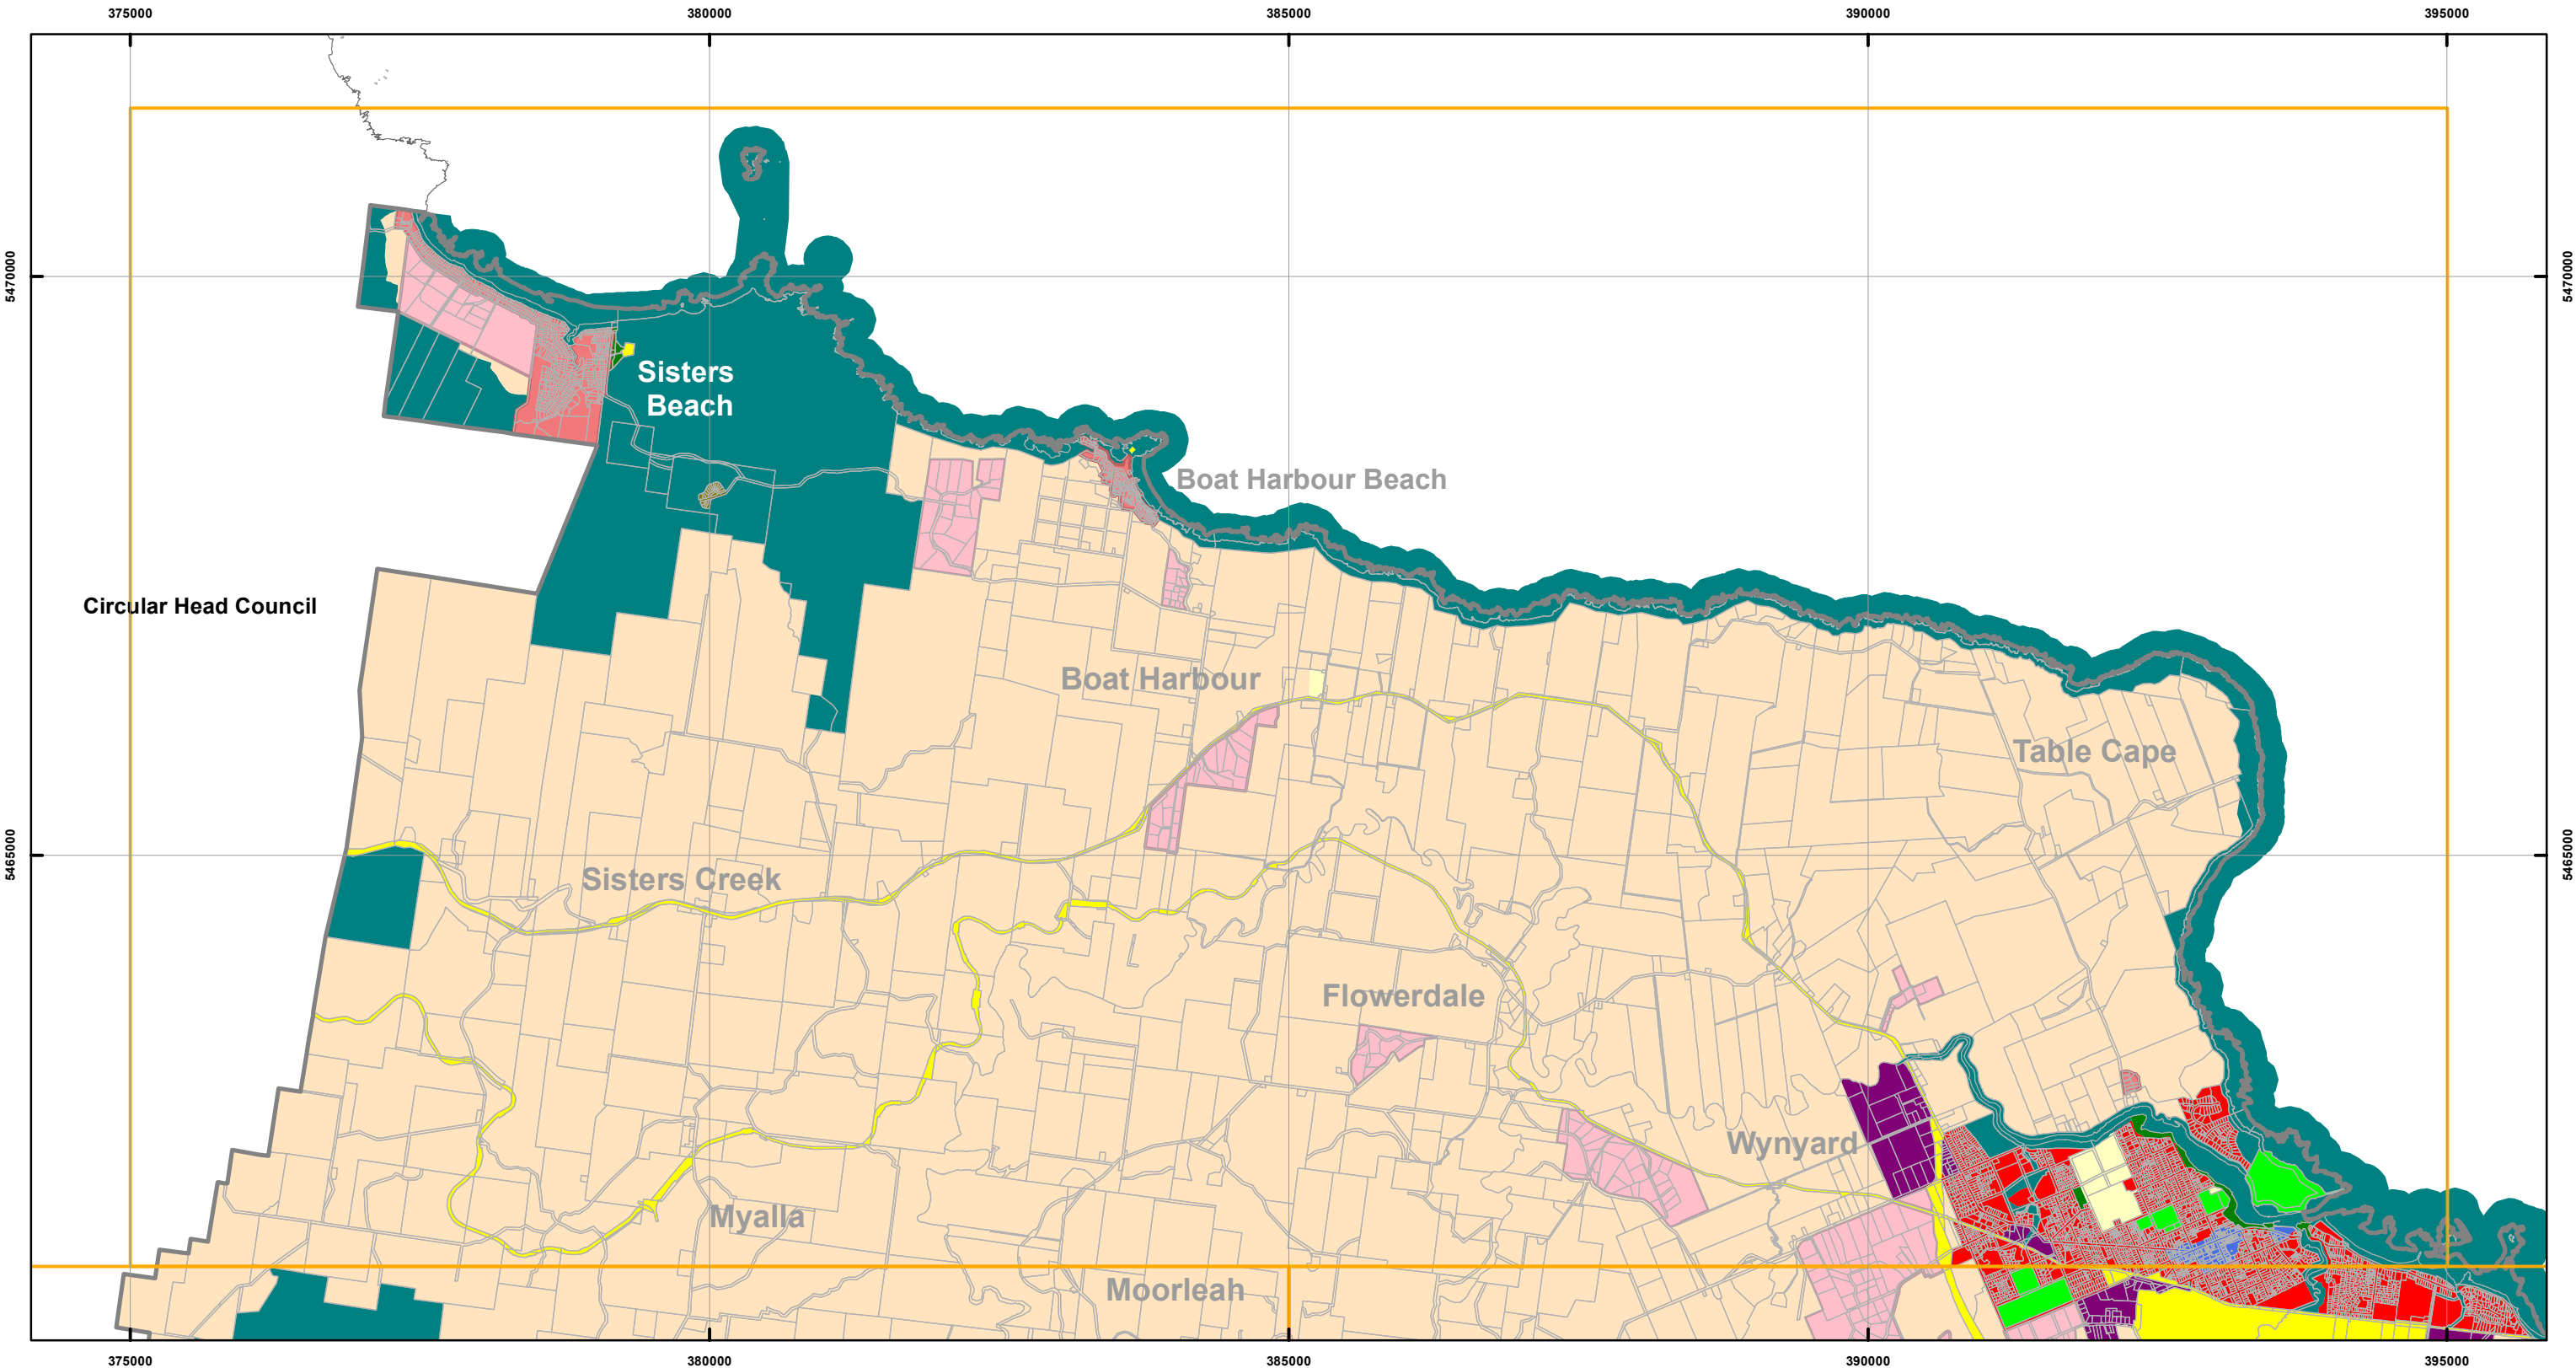 375000 380000 385000 390000 395000
5470000 5470000
Sisters
Beach
Boat Harbour Beach
Circular Head Council
Boat Harbour
Table Cape
5465000 5465000
Sisters Creek
Flowerdale
Wynyard
Myalla
Moorleah
375000 380000 385000 390000 395000